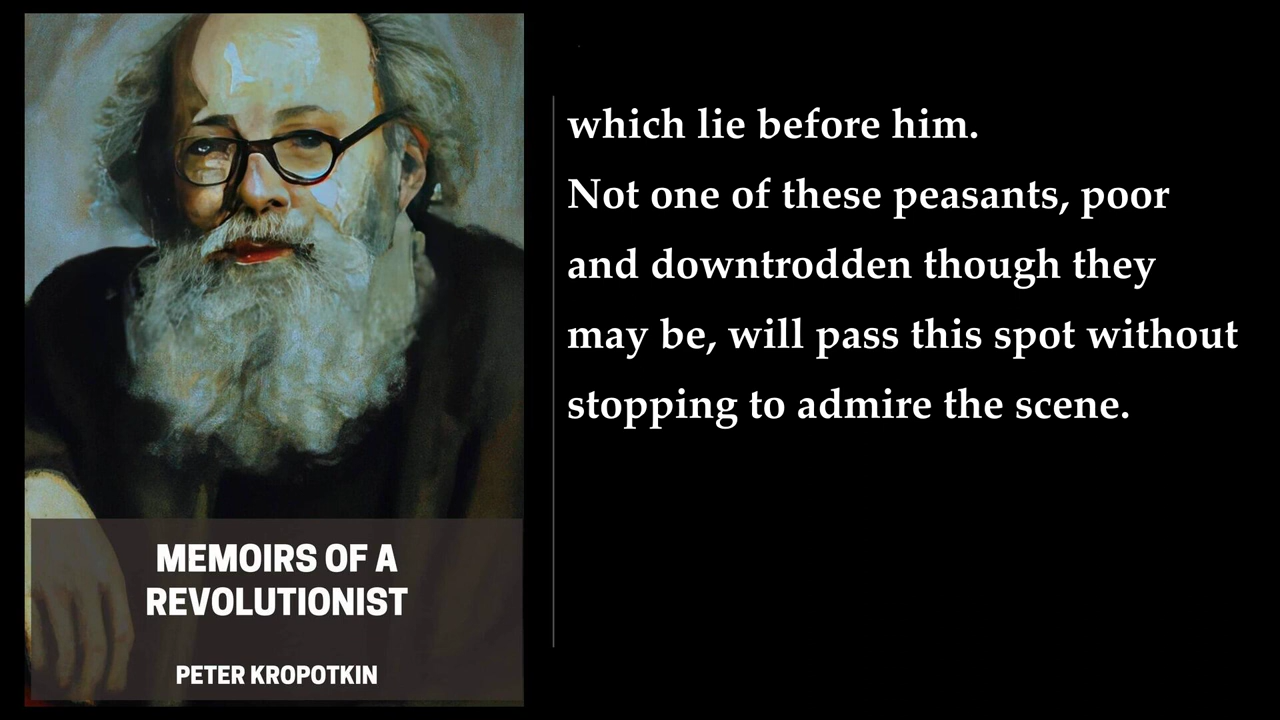 which lie before him.
Not one of these peasants, poor
and downtrodden though they
may be, will pass this spot without
stopping to admire the scene.
MEMOIRS OF A
REVOLUTIONIST
PETER KROPOTKIN